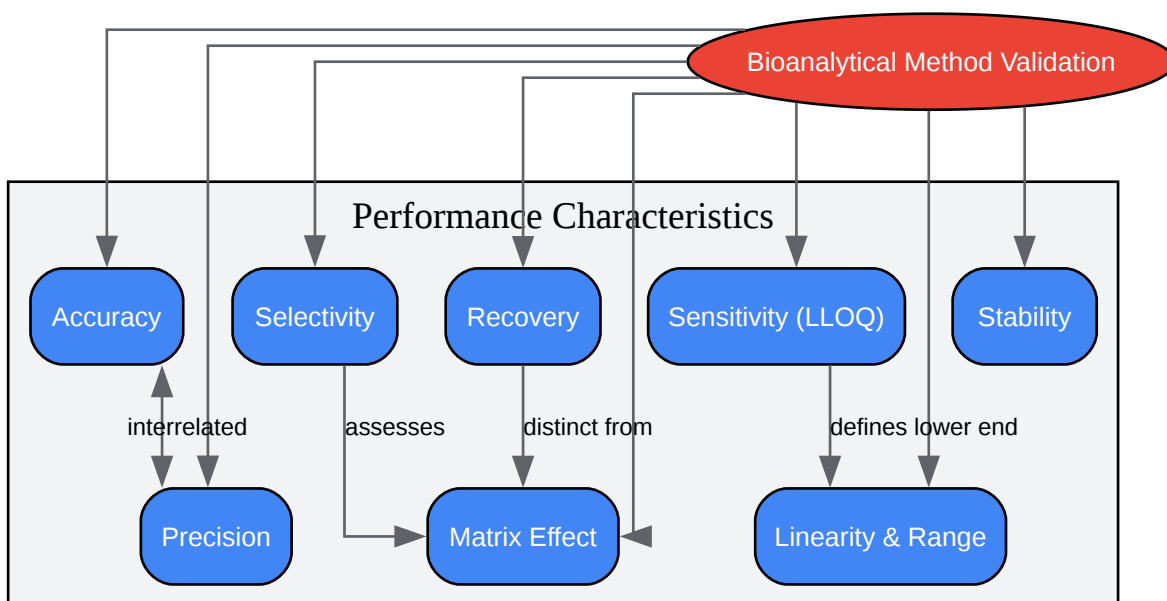 Bioanalytical Method Validation
Performance Characteristics
Accuracy
Selectivity
Recovery
Sensitivity (LLOQ)
Stability
interrelated
assesses
distinct from
defines lower end
Precision
Matrix Effect
Linearity & Range